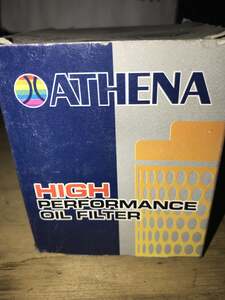 ATHENA
HIGH
PERFORMANCE
OIL FILTER